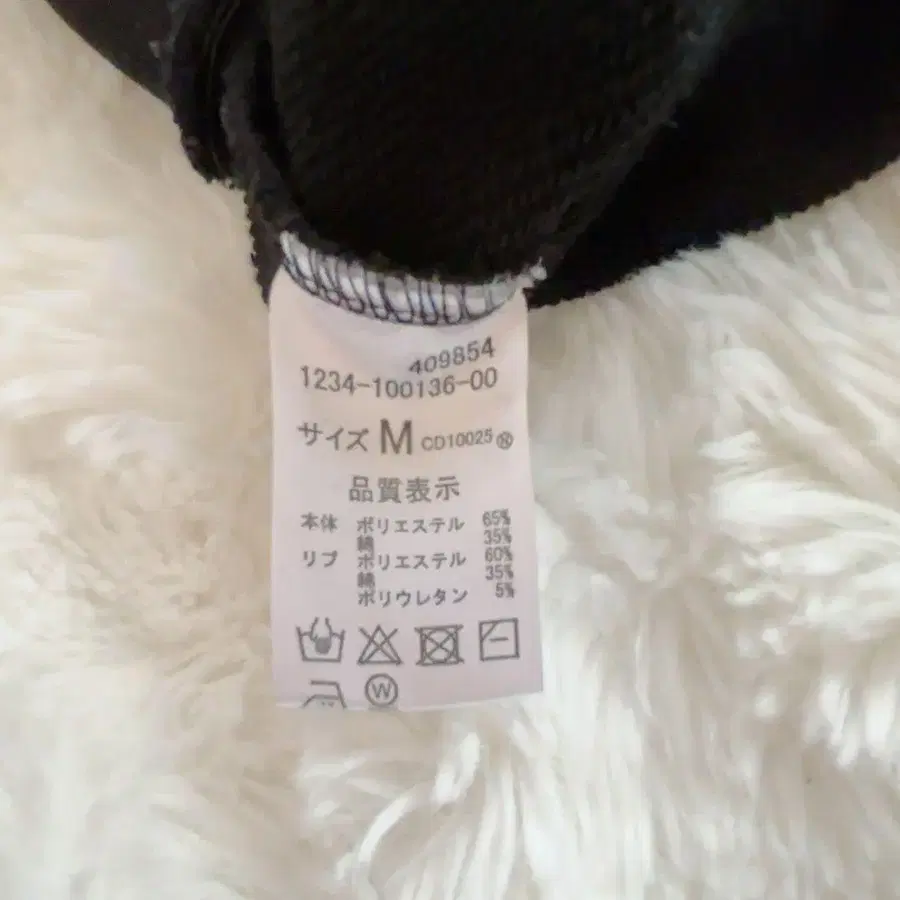 409854
1234-100136-00
サイズ M CD10025 Ⓝ
品質表示
本体 ポリエステル 65%
綿 35%
リブ ポリエステル 60%
綿 35%
ポリウレタン 5%
W